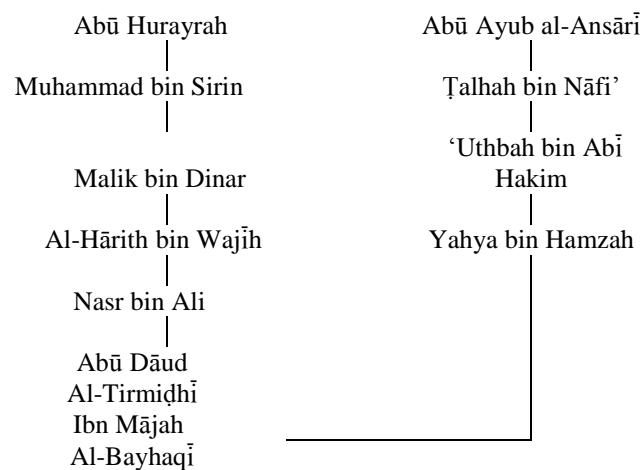 Abū Hurayrah
Muhammad bin Sirin
Malik bin Dinar
Al-Hārith bin Wajīh
Nasr bin Ali
Abū Dāud
Al-Tirmiḍhī
Ibn Mājah
Al-Bayhaqī
Abū Ayub al-Ansārī
Ṭalhah bin Nāfi’
‘Uthbah bin Abī
Hakim
Yahya bin Hamzah